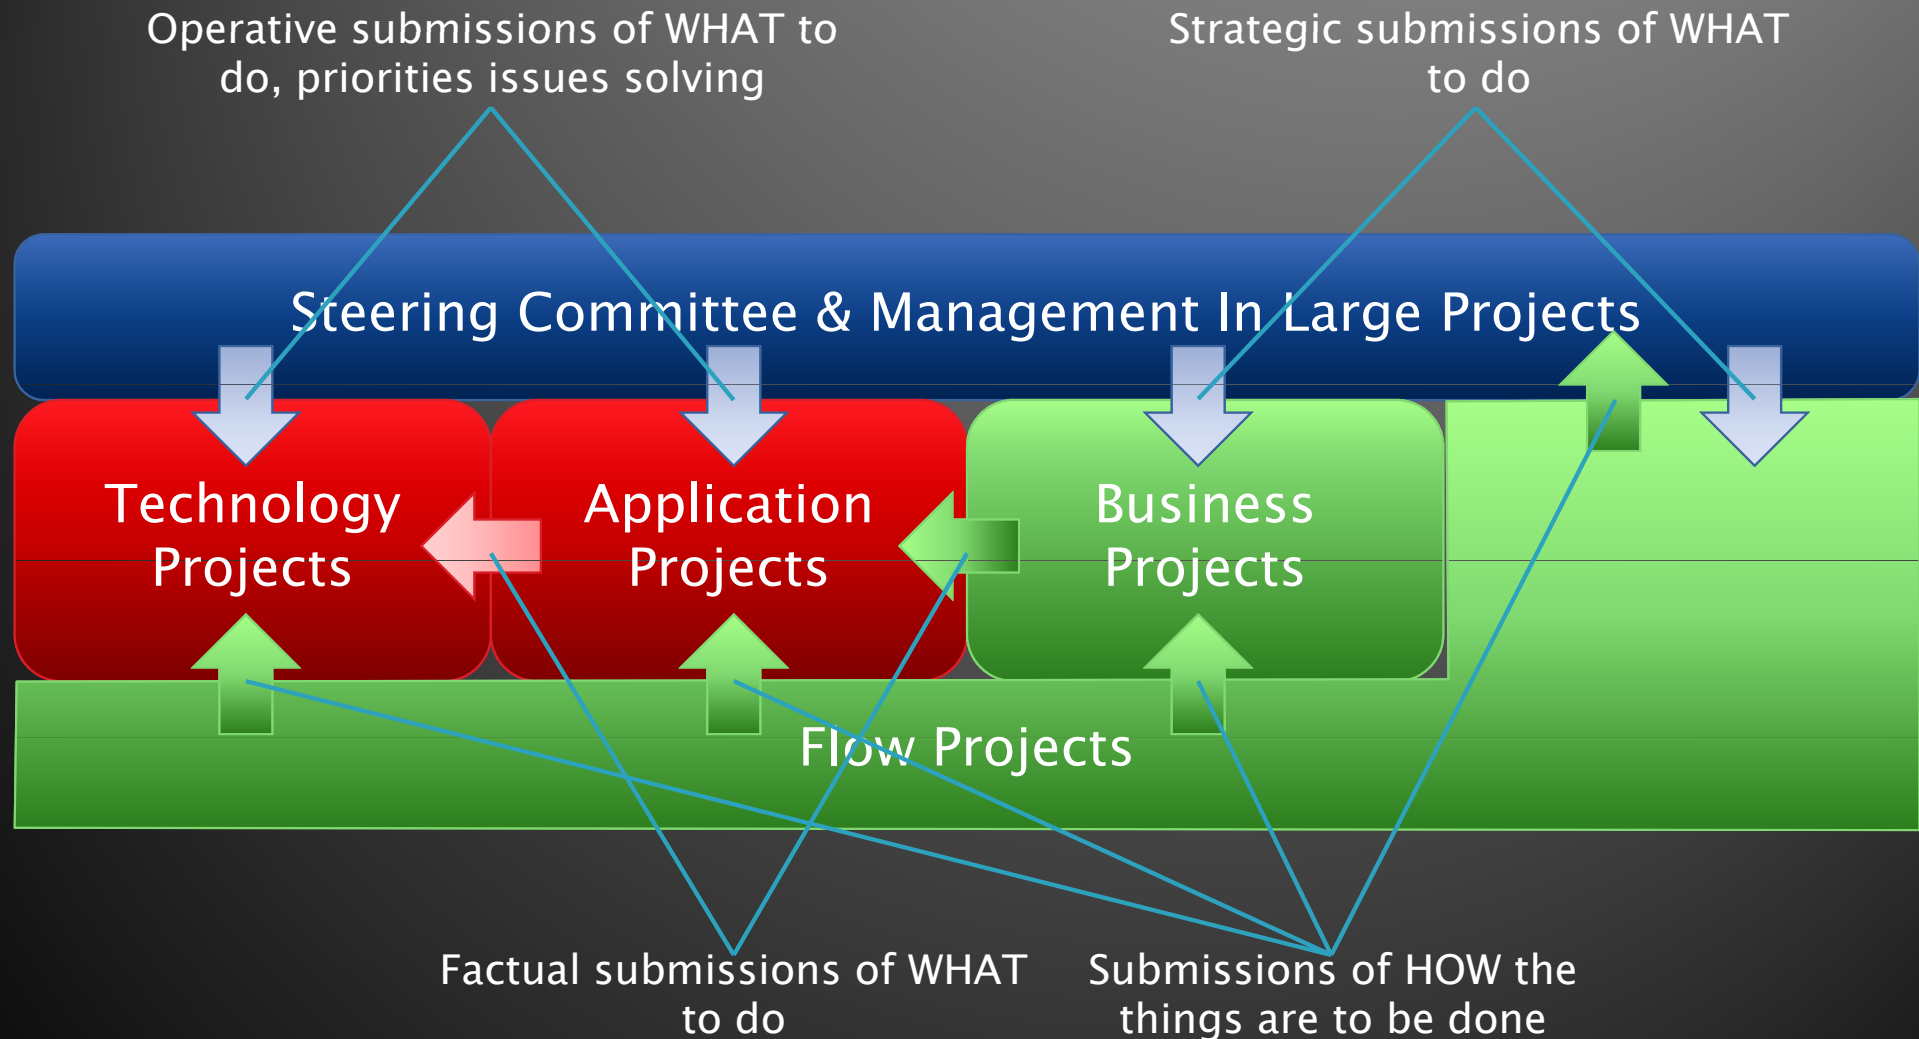 Operative submissions of WHAT to
do, priorities issues solving
Strategic submissions of WHAT
to do
Steering Committee & Management In Large Projects
Technology
Projects
Application
Projects
Business
Projects
Flow Projects
Factual submissions of WHAT
to do
Submissions of HOW the
things are to be done